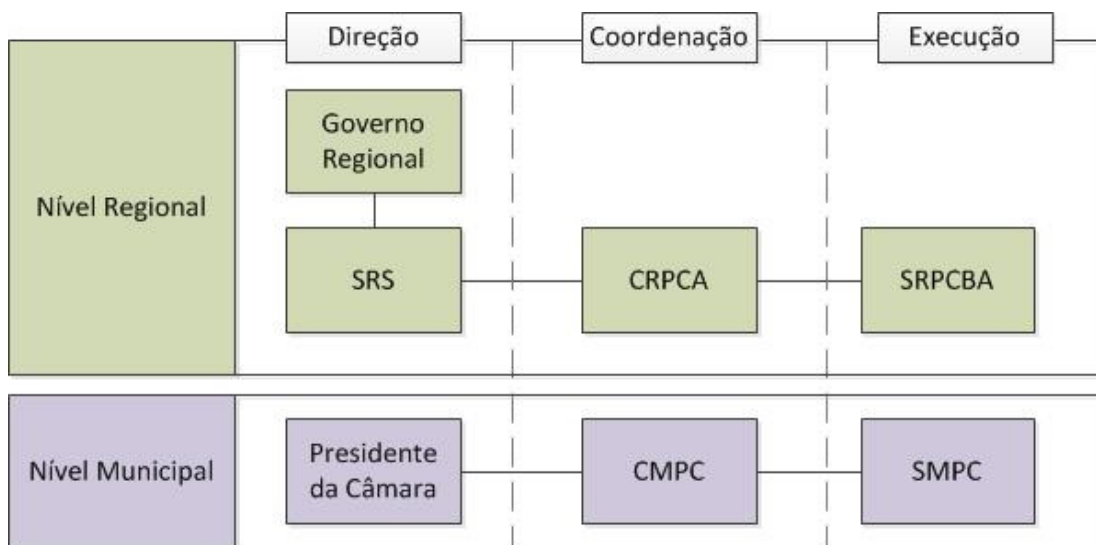 Direção
Coordenação
Execução
Nível Regional
Governo
Regional
SRS
CRPCA
SRPCBA
Nível Municipal
Presidente
da Câmara
CMPC
SMPC